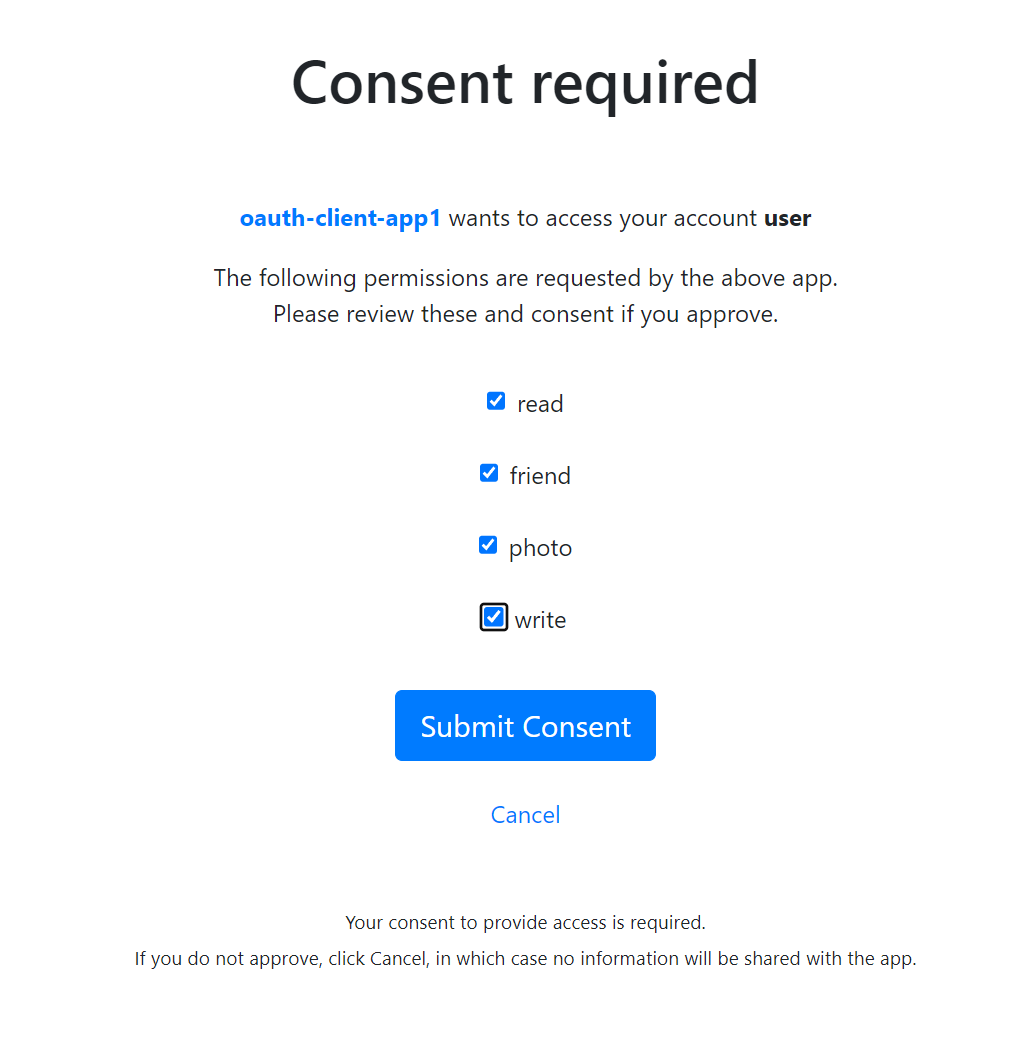 Consent required
oauth-client-app1 wants to access your account user
The following permissions are requested by the above app.
Please review these and consent if you approve.
read
friend
photo
write
Submit Consent
Cancel
Your consent to provide access is required.
If you do not approve, click Cancel, in which case no information will be shared with the app.